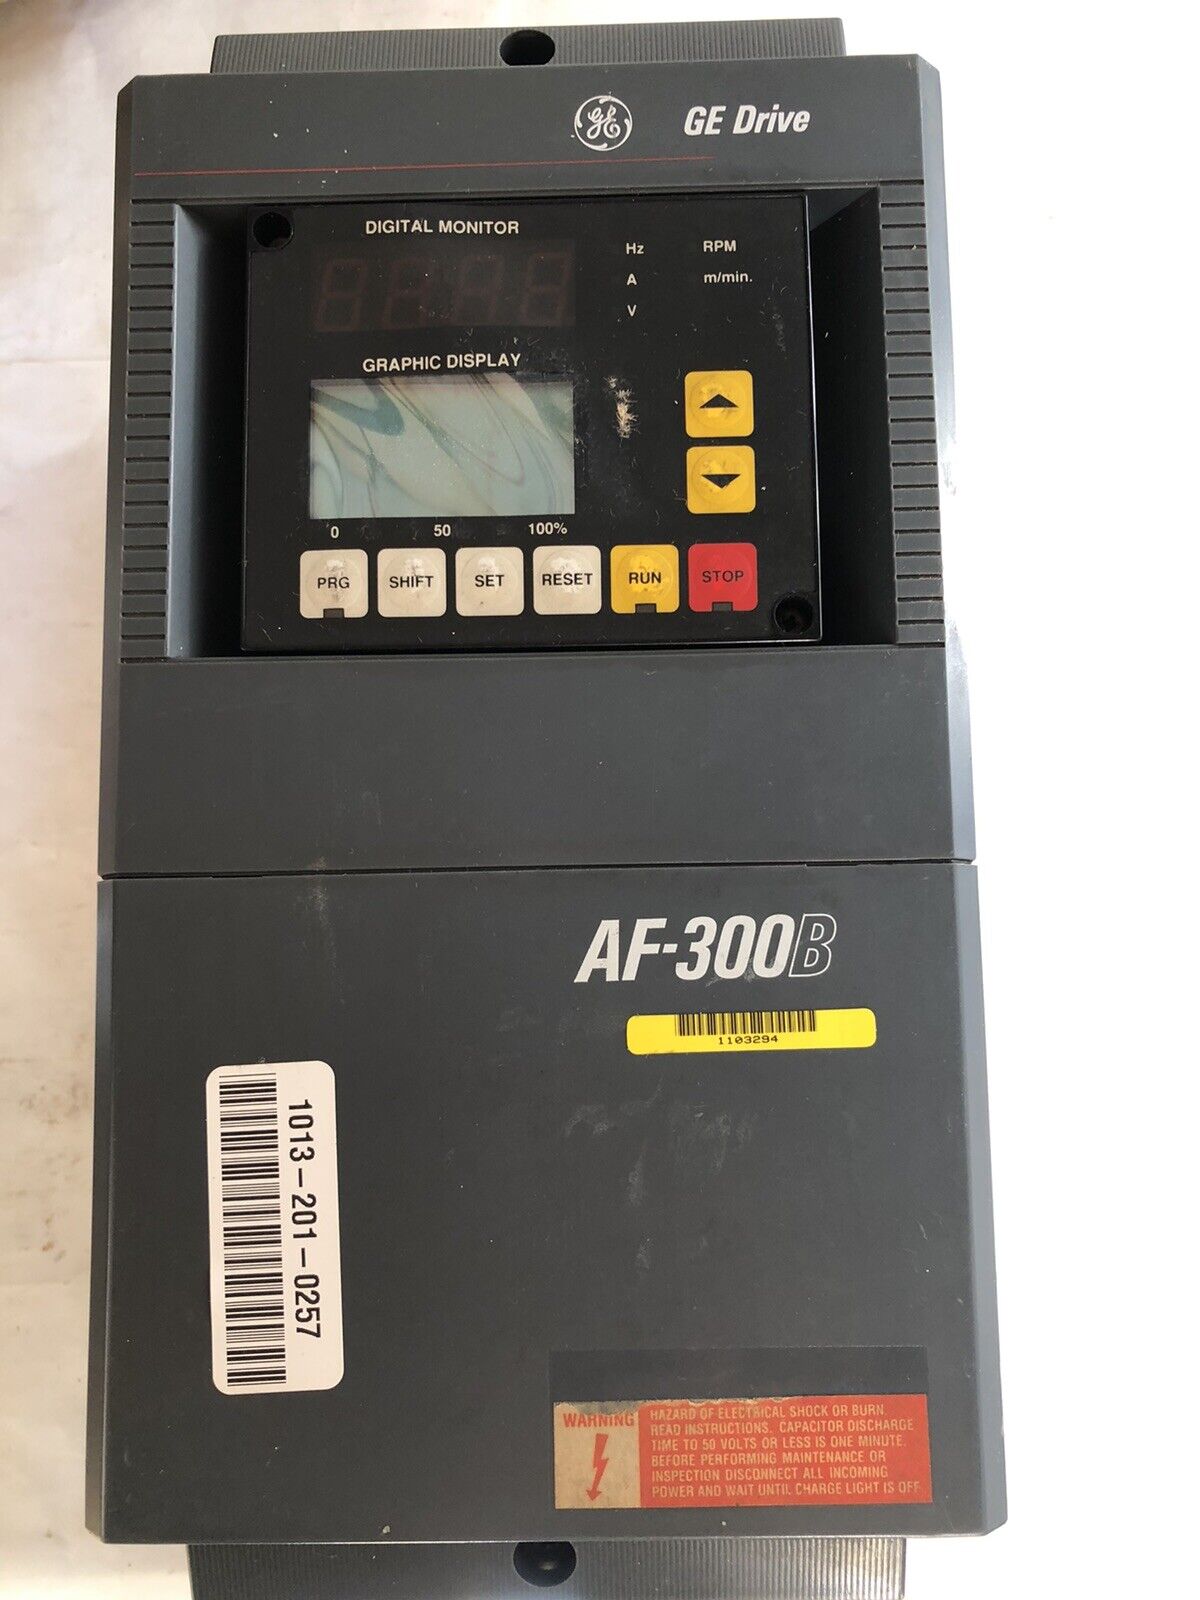 GE GE Drive
DIGITAL MONITOR
Hz RPM
A m/min.
V
GRAPHIC DISPLAY
0 50 100%
PRG SHIFT SET RESET RUN STOP
AF-300B
1103294
1013-201-0257
WARNING
HAZARD OF ELECTRICAL SHOCK OR BURN.
READ INSTRUCTIONS. CAPACITOR DISCHARGE
TIME TO 50 VOLTS OR LESS IS ONE MINUTE.
BEFORE PERFORMING MAINTENANCE OR
INSPECTION DISCONNECT ALL INCOMING
POWER AND WAIT UNTIL CHARGE LIGHT IS OFF